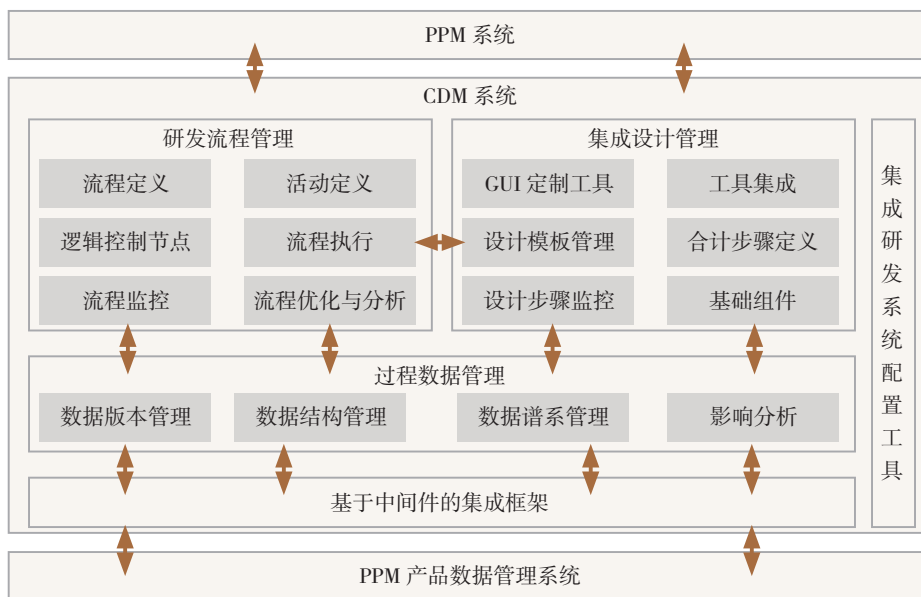 PPM 系统
CDM 系统
研发流程管理
流程定义
活动定义
逻辑控制节点
流程执行
流程监控
流程优化与分析
集成设计管理
GUI 定制工具
工具集成
设计模板管理
合计步骤定义
设计步骤监控
基础组件
过程数据管理
数据版本管理
数据结构管理
数据谱系管理
影响分析
基于中间件的集成框架
集成研发系统配置工具
PPM 产品数据管理系统